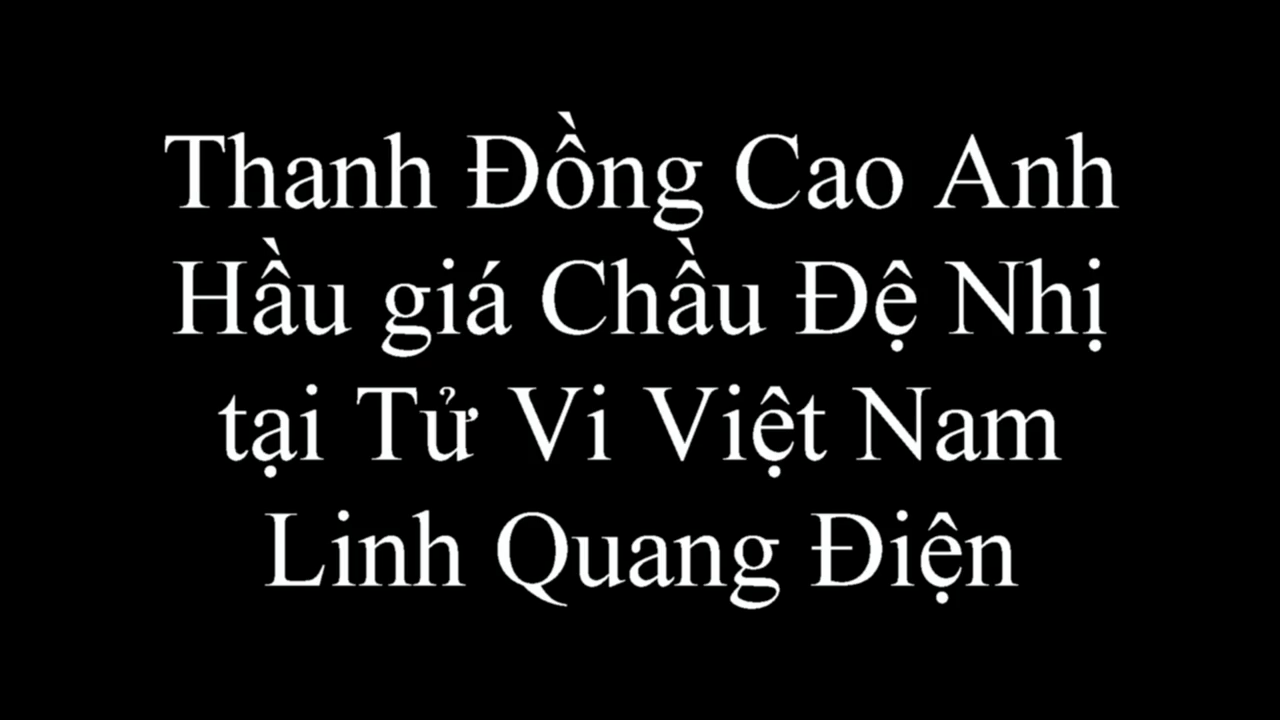 Thanh Đồng Cao Anh
Hầu giá Chầu Đệ Nhị
tại Tử Vi Việt Nam
Linh Quang Điện